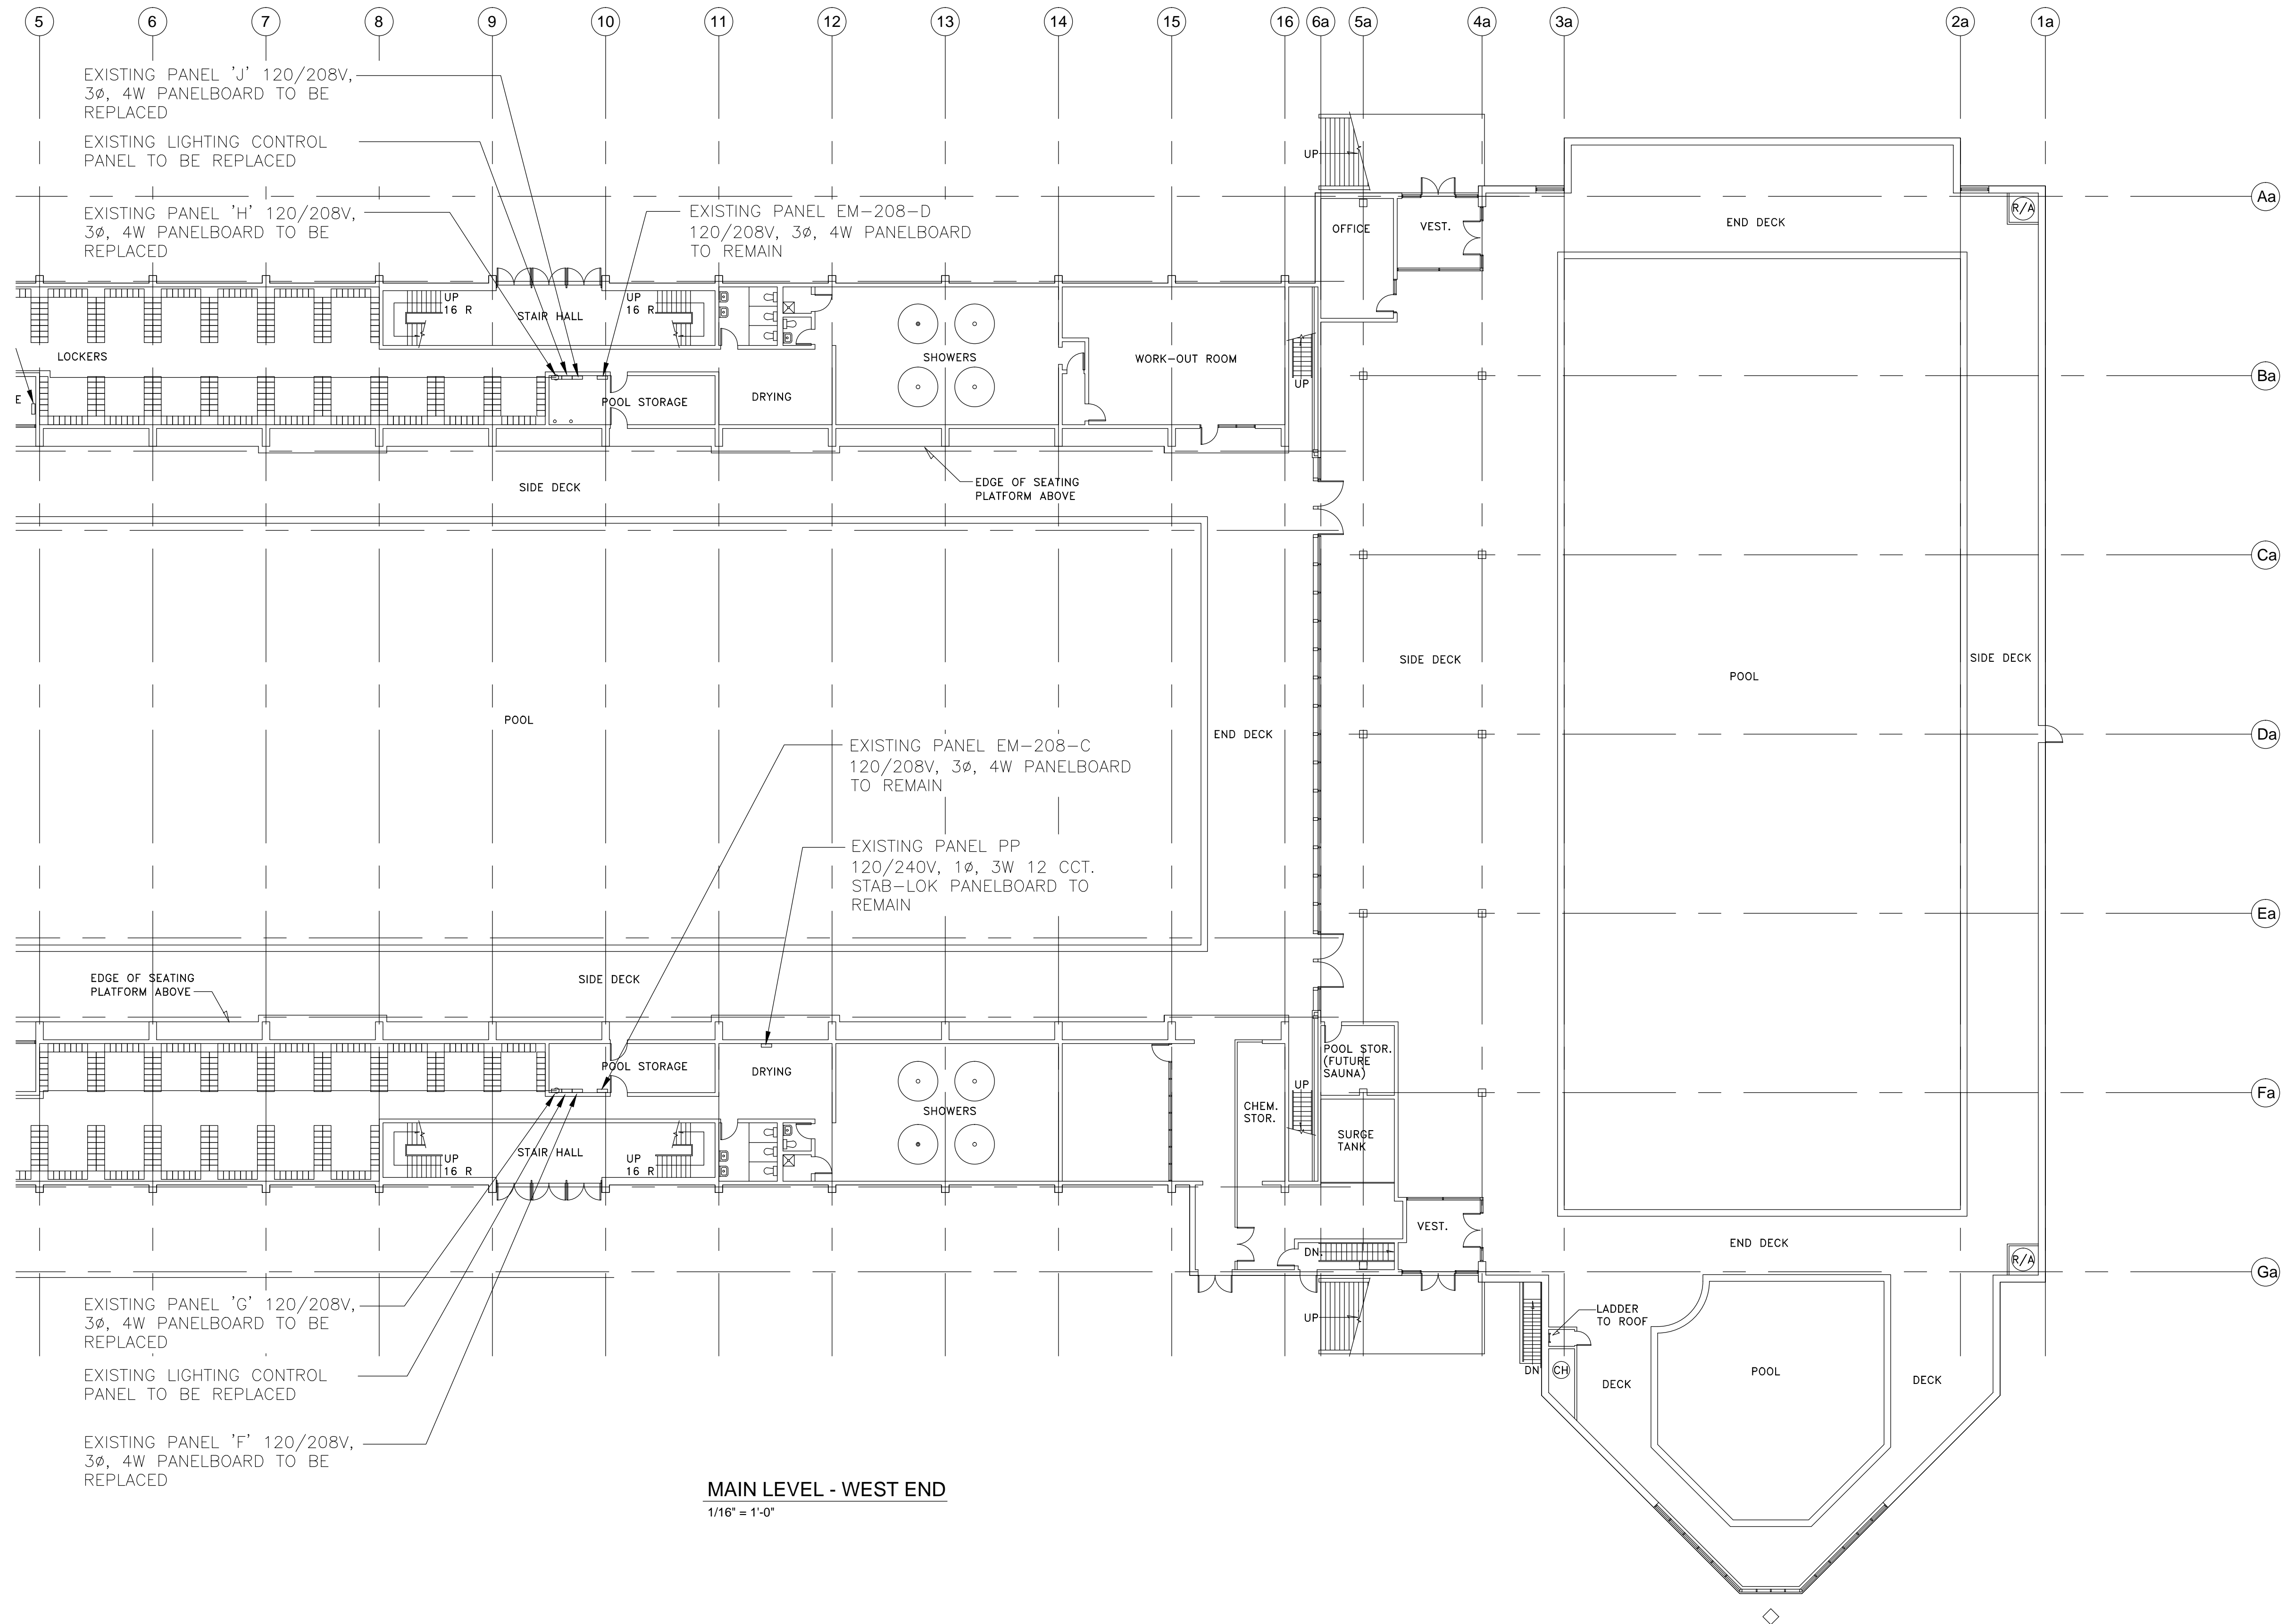 5 6 7 8 9 10 11 12 13 14 15 16 6a 5a 4a 3a 2a 1a
EXISTING PANEL 'J' 120/208V,
3ø, 4W PANELBOARD TO BE
REPLACED
EXISTING LIGHTING CONTROL
PANEL TO BE REPLACED
EXISTING PANEL 'H' 120/208V,
3ø, 4W PANELBOARD TO BE
REPLACED
EXISTING PANEL EM-208-D
120/208V, 3ø, 4W PANELBOARD
TO REMAIN
UP
Aa
R/A
OFFICE
VEST.
END DECK
UP
16 R
STAIR HALL
UP
16 R
LOCKERS
SHOWERS
WORK-OUT ROOM
UP
Ba
E
POOL STORAGE
DRYING
SIDE DECK
EDGE OF SEATING
PLATFORM ABOVE
Ca
SIDE DECK
SIDE DECK
POOL
POOL
END DECK
Da
EXISTING PANEL EM-208-C
120/208V, 3ø, 4W PANELBOARD
TO REMAIN
EXISTING PANEL PP
120/240V, 1ø, 3W 12 CCT.
STAB-LOK PANELBOARD TO
REMAIN
Ea
EDGE OF SEATING
PLATFORM ABOVE
SIDE DECK
POOL STORAGE
DRYING
POOL STOR.
(FUTURE
SAUNA)
UP
Fa
SHOWERS
CHEM.
STOR.
SURGE
TANK
UP
16 R
STAIR HALL
UP
16 R
VEST.
END DECK
DN.
R/A
Ga
EXISTING PANEL 'G' 120/208V,
3ø, 4W PANELBOARD TO BE
REPLACED
UP
LADDER
TO ROOF
EXISTING LIGHTING CONTROL
PANEL TO BE REPLACED
DN
CH
DECK
POOL
DECK
EXISTING PANEL 'F' 120/208V,
3ø, 4W PANELBOARD TO BE
REPLACED
MAIN LEVEL - WEST END
1/16" = 1'-0"